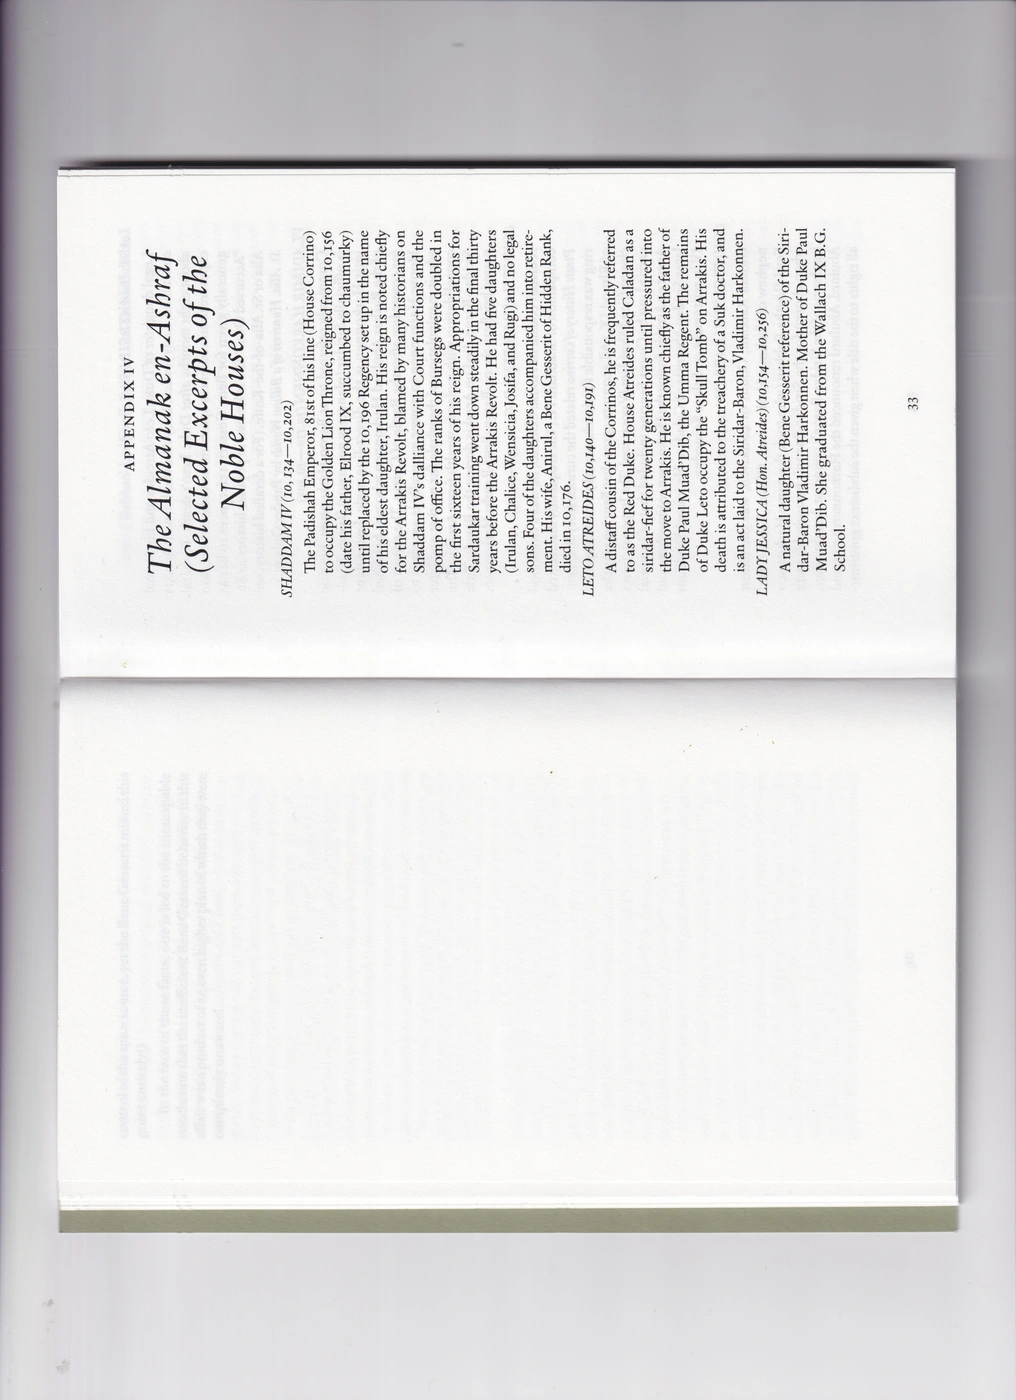 APPENDIX IV
The Almanak en-Ashraf
(Selected Excerpts of the
Noble Houses)
SHADDAM IV (10,134—10,202)
The Padishah Emperor, 81st of his line (House Corrino)
to occupy the Golden Lion Throne, reigned from 10,156
(date his father, Elrood IX, succumbed to chaumurky)
until replaced by the 10,196 Regency set up in the name
of his eldest daughter, Irulan. His reign is noted chiefly
for the Arrakis Revolt, blamed by many historians on
Shaddam IV's dalliance with Court functions and the
pomp of office. The ranks of Bursegs were doubled in
the first sixteen years of his reign. Appropriations for
Sardaukar training went down steadily in the final thirty
years before the Arrakis Revolt. He had five daughters
(Irulan, Chalice, Wensicia, Josifa, and Rugi) and no legal
sons. Four of the daughters accompanied him into retire-
ment. His wife, Anirul, a Bene Gesserit of Hidden Rank,
died in 10,176.
LETO ATREIDES (10,140—10,191)
A distaff cousin of the Corrinos, he is frequently referred
to as the Red Duke. House Atreides ruled Caladan as a
siridar-fief for twenty generations until pressured into
the move to Arrakis. He is known chiefly as the father of
Duke Paul Muad'Dib, the Umma Regent. The remains
of Duke Leto occupy the "Skull Tomb" on Arrakis. His
death is attributed to the treachery of a Suk doctor, and
is an act laid to the Siridar-Baron, Vladimir Harkonnen.
LADY JESSICA (Hon. Atreides) (10,154—10,256)
A natural daughter (Bene Gesserit reference) of the Siri-
dar-Baron Vladimir Harkonnen. Mother of Duke Paul
Muad'Dib. She graduated from the Wallach IX B.G.
School.
33